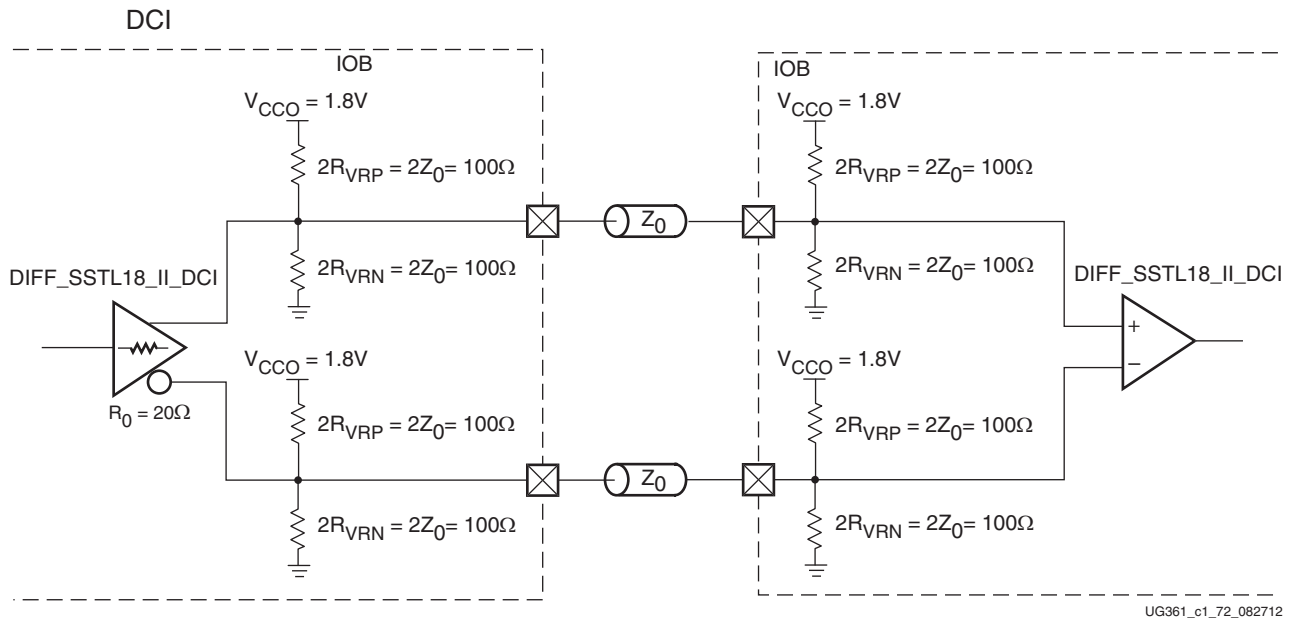 DCI
IOB
V_CCO = 1.8V
2R_VRP = 2Z_0= 100Ω
2R_VRN = 2Z_0= 100Ω
DIFF_SSTL18_II_DCI
R_0 = 20Ω
V_CCO = 1.8V
2R_VRP = 2Z_0= 100Ω
2R_VRN = 2Z_0= 100Ω
Z_0
Z_0
IOB
V_CCO = 1.8V
2R_VRP = 2Z_0= 100Ω
2R_VRN = 2Z_0= 100Ω
DIFF_SSTL18_II_DCI
+
−
V_CCO = 1.8V
2R_VRP = 2Z_0= 100Ω
2R_VRN = 2Z_0= 100Ω
UG361_c1_72_082712